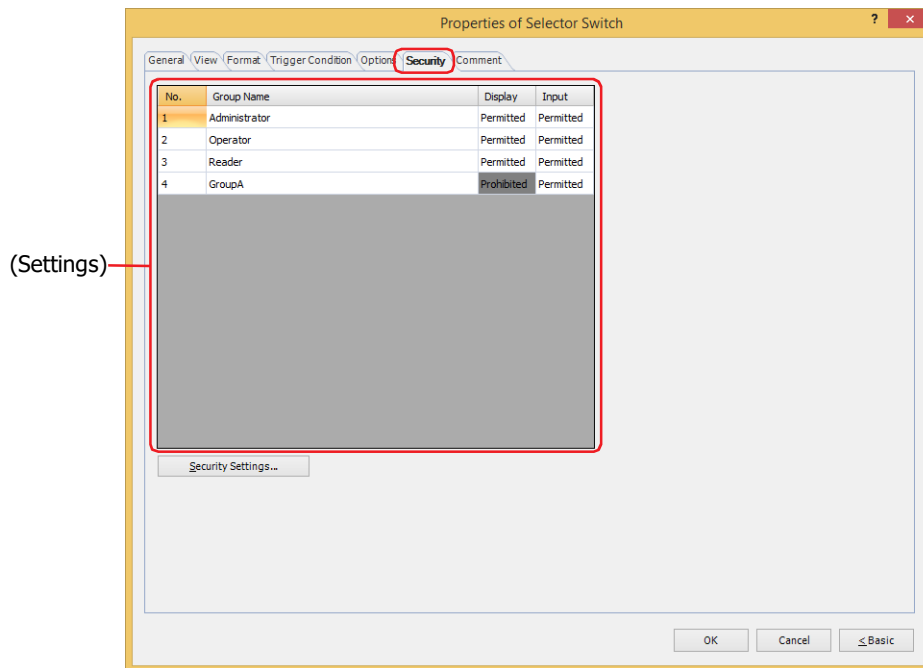 Properties of Selector Switch
?
General View Format Trigger Condition Options Security Comment
No. Group Name Display Input
1 Administrator Permitted Permitted
2 Operator Permitted Permitted
3 Reader Permitted Permitted
4 GroupA Prohibited Permitted
(Settings)
Security Settings...
OK Cancel < Basic